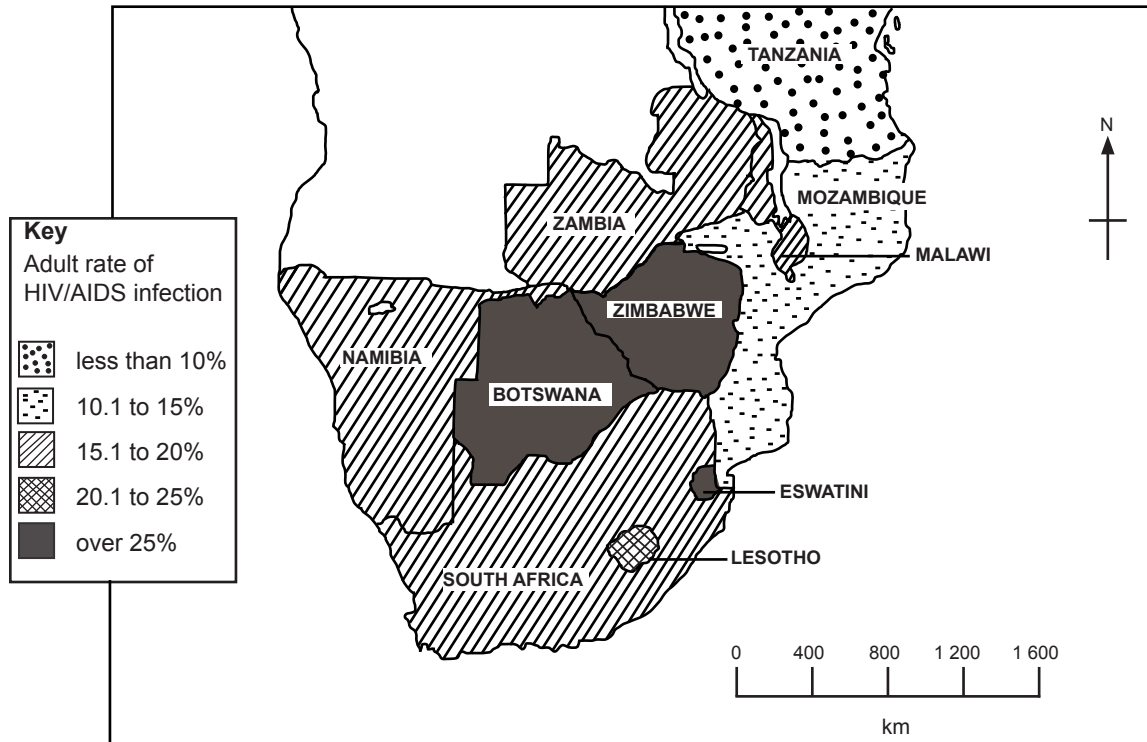 TANZANIA
N
MOZAMBIQUE
ZAMBIA
MALAWI
Key
Adult rate of
HIV/AIDS infection
less than 10%
10.1 to 15%
15.1 to 20%
20.1 to 25%
over 25%
ZIMBABWE
NAMIBIA
BOTSWANA
ESWATINI
LESOTHO
SOUTH AFRICA
0 400 800 1 200 1 600
km